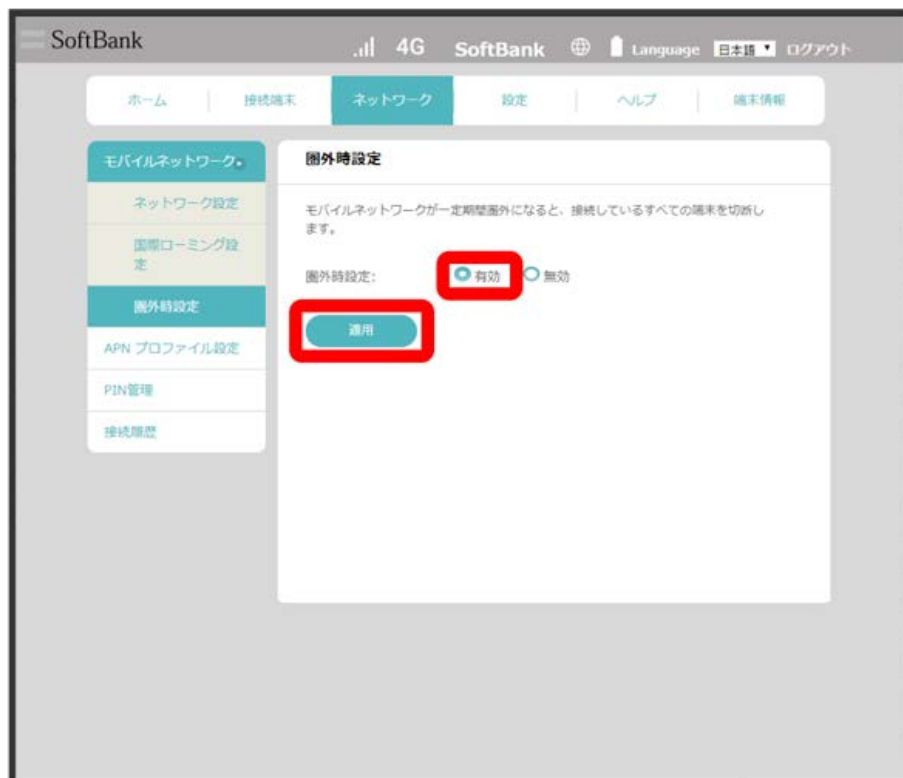 SoftBank
4G SoftBank Language 日本語 ログアウト
ホーム 接続端末 ネットワーク 設定 ヘルプ 端末情報
モバイルネットワーク
ネットワーク設定
国際ローミング設
定
圏外時設定
APN プロファイル設定
PIN管理
接続履歴
圏外時設定
モバイルネットワークが一定期間圏外になると、接続しているすべての端末を切断し
ます。
圏外時設定: 有効 無効
適用